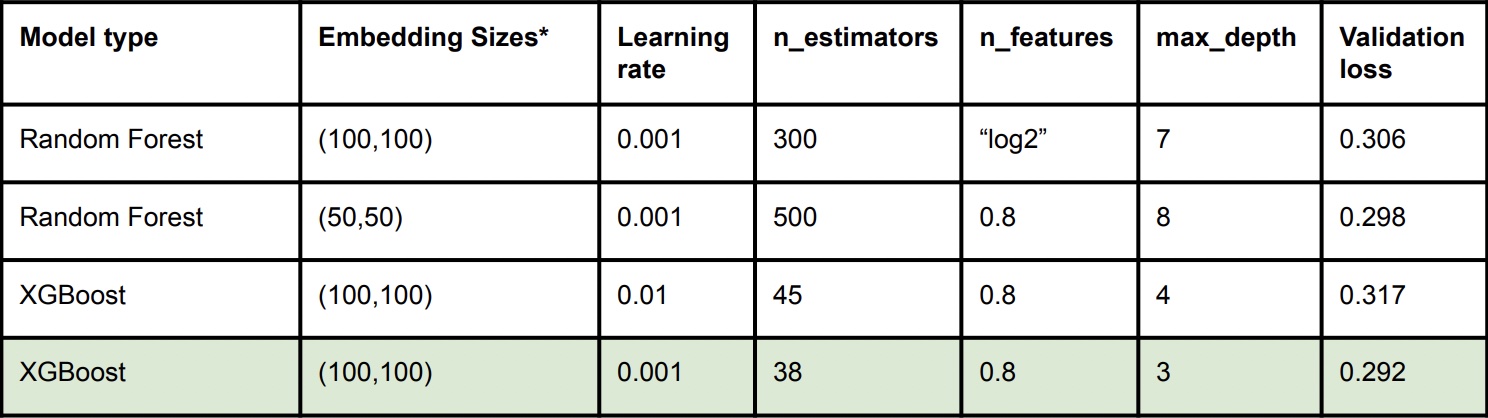 Model type Embedding Sizes* Learning rate n_estimators n_features max_depth Validation loss
Random Forest (100,100) 0.001 300 “log2” 7 0.306
Random Forest (50,50) 0.001 500 0.8 8 0.298
XGBoost (100,100) 0.01 45 0.8 4 0.317
XGBoost (100,100) 0.001 38 0.8 3 0.292